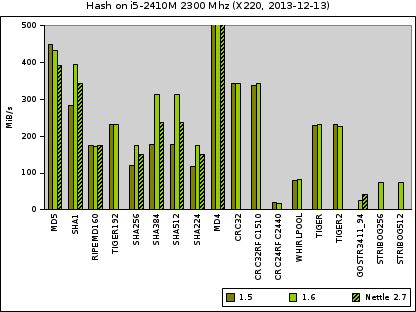 Hash on i5-2410M 2300 Mhz (X220, 2013-12-13)
500
400
300
200
100
0
MiB/s
MD5
SHA1
RIPEMD160
TIGER192
SHA256
SHA384
SHA512
SHA224
MD4
CRC32
CRC32RFC1510
CRC24RFC2440
WHIRLPOOL
TIGER
TIGER2
GOSTR3411_94
STRIBOG256
STRIBOG512
1.5
1.6
Nettle 2.7